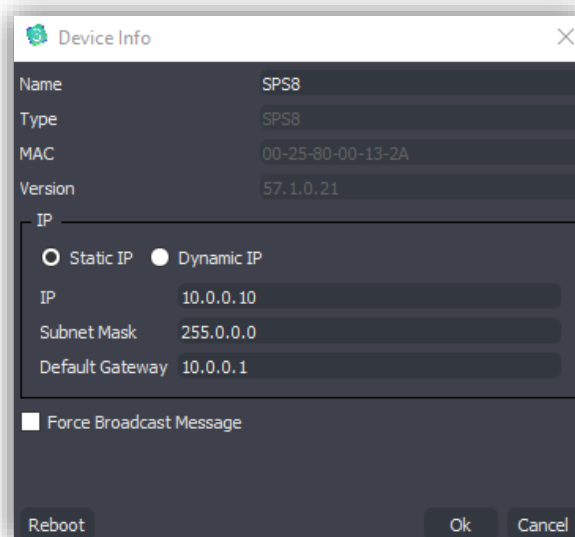 Device Info
Name SPS8
Type SPS8
MAC 00-25-80-00-13-2A
Version 57.1.0.21
IP
Static IP Dynamic IP
IP 10.0.0.10
Subnet Mask 255.0.0.0
Default Gateway 10.0.0.1
Force Broadcast Message
Reboot Ok Cancel